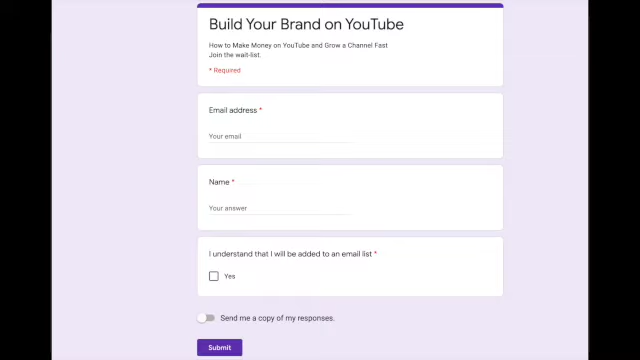 Build Your Brand on YouTube
How to Make Money on YouTube and Grow a Channel Fast
Join the wait-list.
* Required
Email address *
Your email
Name *
Your answer
I understand that I will be added to an email list *
Yes
Send me a copy of my responses.
Submit